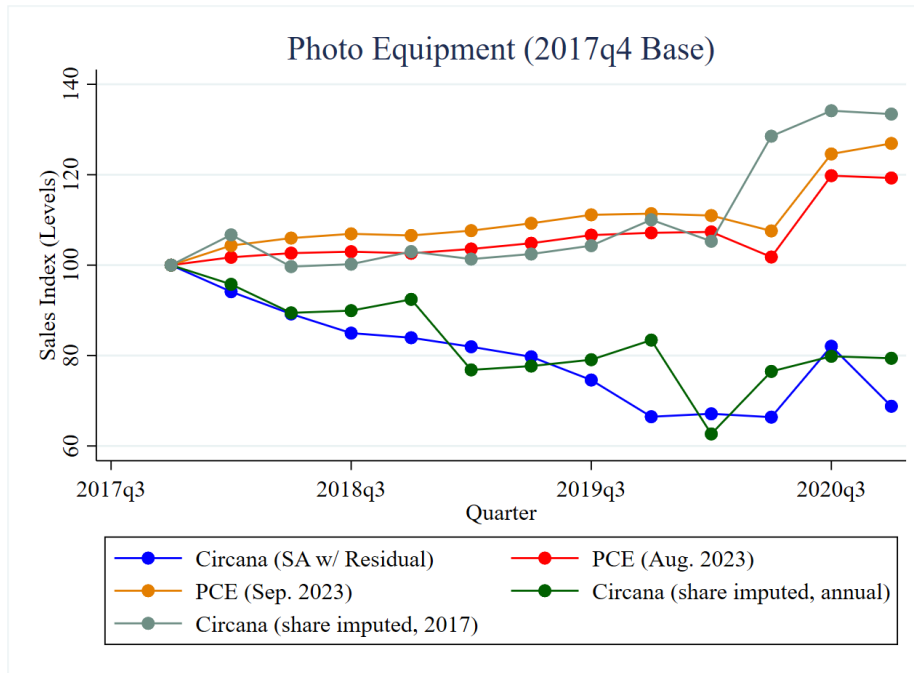 Photo Equipment (2017q4 Base)
Sales Index (Levels)
140
120
100
80
60
2017q3 2018q3 2019q3 2020q3
Quarter
Circana (SA w/ Residual) PCE (Aug. 2023)
PCE (Sep. 2023) Circana (share imputed, annual)
Circana (share imputed, 2017)